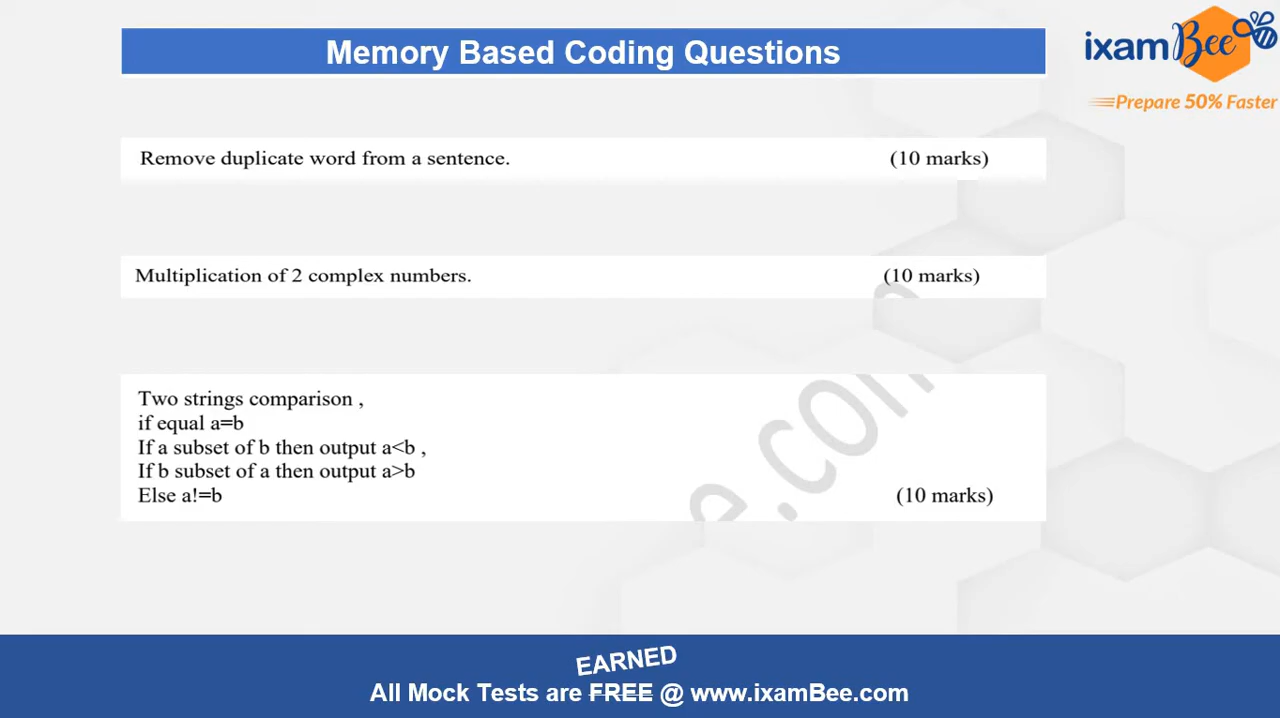 Memory Based Coding Questions
ixamBee
Prepare 50% Faster
Remove duplicate word from a sentence. (10 marks)
Multiplication of 2 complex numbers. (10 marks)
Two strings comparison ,
if equal a=b
If a subset of b then output a<b ,
If b subset of a then output a>b
Else a!=b (10 marks)
e.com
EARNED
All Mock Tests are FREE @ www.ixamBee.com